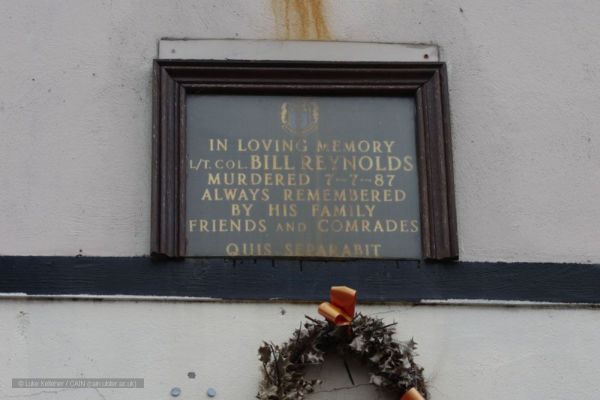 IN LOVING MEMORY
L/T. COL. BILL REYNOLDS
MURDERED 7-7-87
ALWAYS REMEMBERED
BY HIS FAMILY
FRIENDS AND COMRADES
QUIS SEPARABIT
© Luke Kelleher / CAIN (cain.ulster.ac.uk)